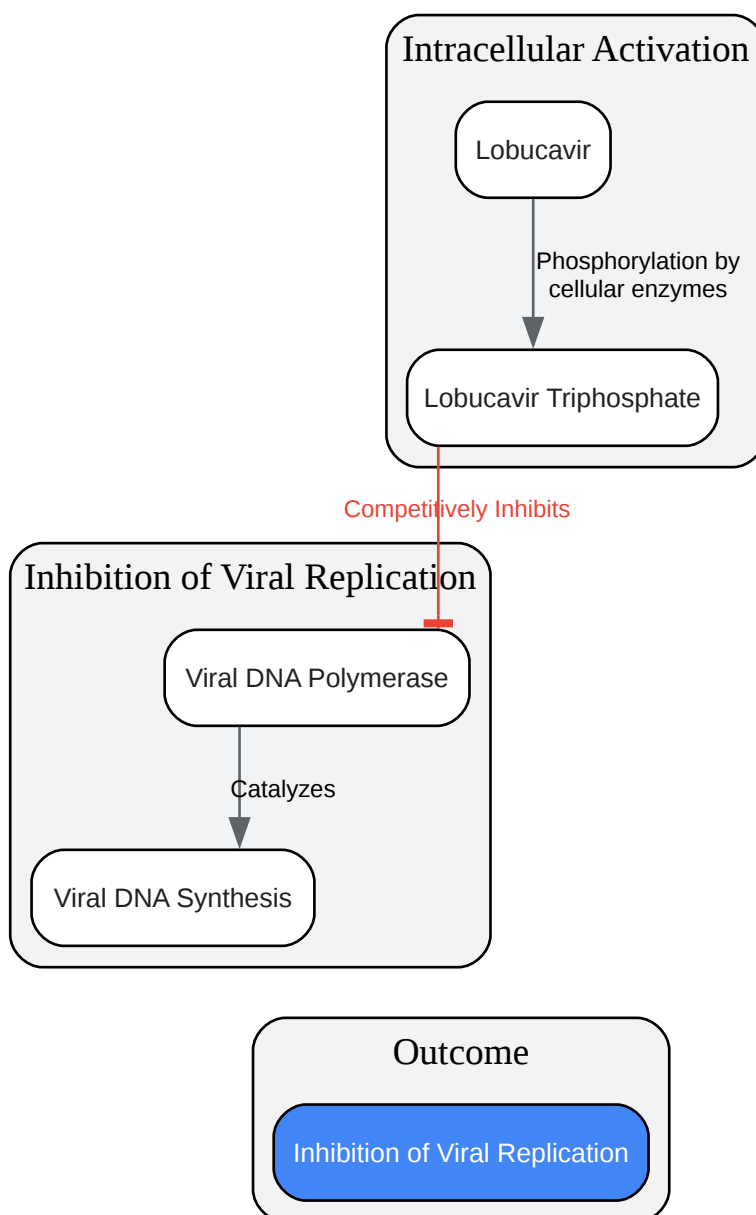 Intracellular Activation
Lobucavir
Phosphorylation by
cellular enzymes
Lobucavir Triphosphate
Competitively Inhibits
Inhibition of Viral Replication
Viral DNA Polymerase
Catalyzes
Viral DNA Synthesis
Outcome
Inhibition of Viral Replication